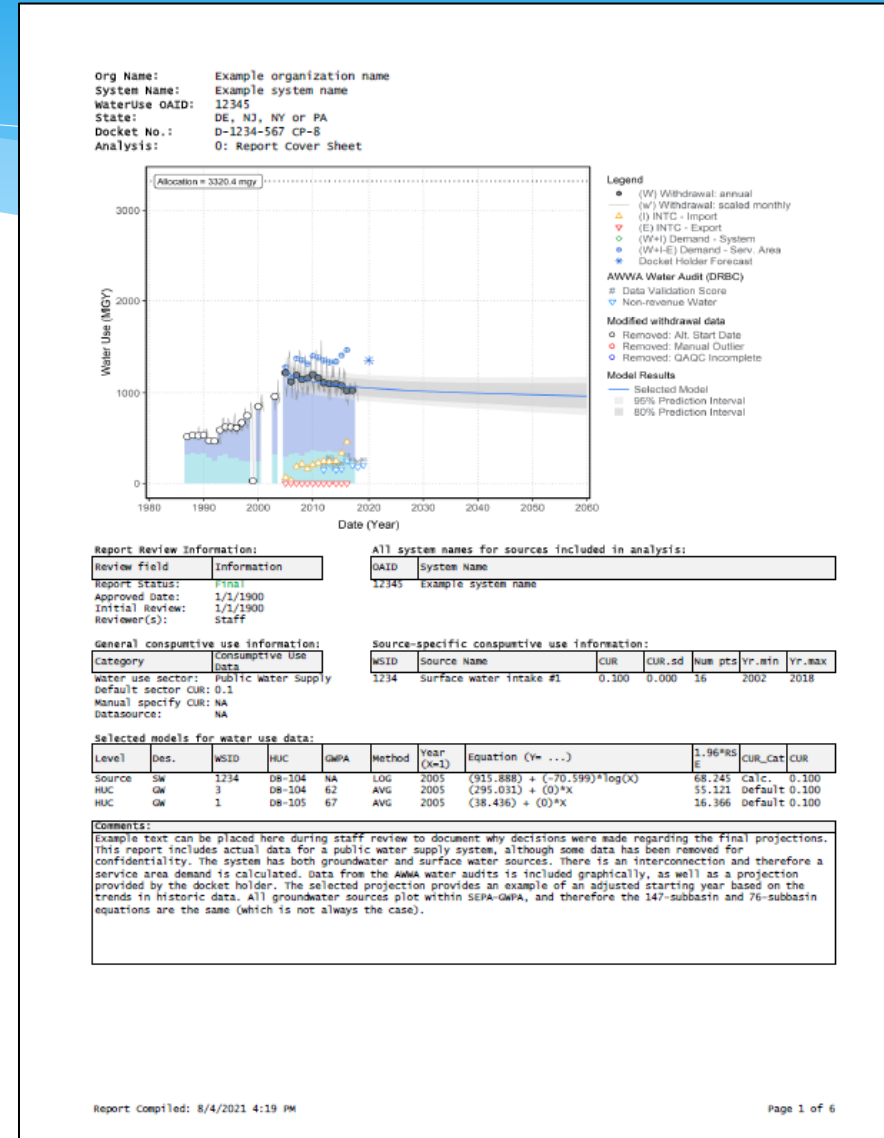 Org Name: Example organization name
System Name: Example system name
WaterUse OAID: 12345
State: DE, NJ, NY or PA
Docket No.: D-1234-567 CP-8
Analysis: 0: Report Cover Sheet
Allocation = 3320.4 mgy
Water Use (MGY)
3000
2000
1000
0
1980 1990 2000 2010 2020 2030 2040 2050 2060
Date (Year)
Legend
(W) Withdrawal: annual
(w') Withdrawal: scaled monthly
(I) INTC - Import
(E) INTC - Export
(W+I) Demand - System
(W+I-E) Demand - Serv. Area
Docket Holder Forecast
AWWA Water Audit (DRBC)
# Data Validation Score
Non-revenue Water
Modified withdrawal data
Removed: Alt. Start Date
Removed: Manual Outlier
Removed: QAQC Incomplete
Model Results
Selected Model
95% Prediction Interval
80% Prediction Interval
Report Review Information:
Review field Information
Report Status: Final
Approved Date: 1/1/1900
Initial Review: 1/1/1900
Reviewer(s): Staff
All system names for sources included in analysis:
OAID System Name
12345 Example system name
General conspumtive use information:
Category Consumptive Use Data
Water use sector: Public Water Supply
Default sector CUR: 0.1
Manual specify CUR: NA
Datasource: NA
Source-specific conspumtive use information:
WSID Source Name CUR CUR.sd Num pts Yr.min Yr.max
1234 Surface water intake #1 0.100 0.000 16 2002 2018
Selected models for water use data:
Level Des. WSID HUC GWPA Method Year (X=1) Equation (Y= ...) 1.96*RSE CUR_Cat CUR
Source SW 1234 DB-104 NA LOG 2005 (915.888) + (-70.599)*log(X) 68.245 Calc. 0.100
HUC GW 3 DB-104 62 AVG 2005 (295.031) + (0)*X 55.121 Default 0.100
HUC GW 1 DB-105 67 AVG 2005 (38.436) + (0)*X 16.366 Default 0.100
Comments:
Example text can be placed here during staff review to document why decisions were made regarding the final projections.
This report includes actual data for a public water supply system, although some data has been removed for
confidentiality. The system has both groundwater and surface water sources. There is an interconnection and therefore a
service area demand is calculated. Data from the AWWA water audits is included graphically, as well as a projection
provided by the docket holder. The selected projection provides an example of an adjusted starting year based on the
trends in historic data. All groundwater sources plot within SEPA-GWPA, and therefore the 147-subbasin and 76-subbasin
equations are the same (which is not always the case).
Report Compiled: 8/4/2021 4:19 PM
Page 1 of 6